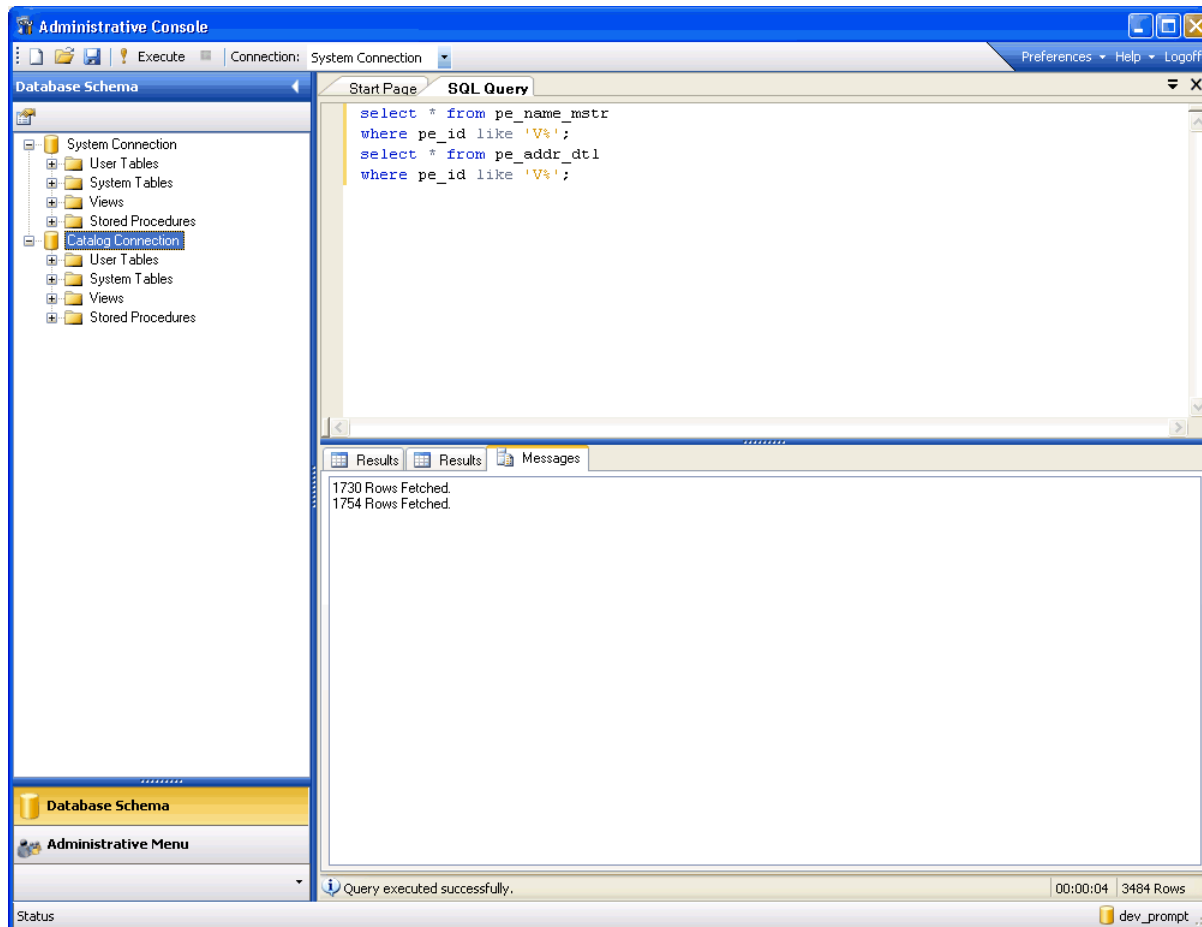 Administrative Console
Execute Connection: System Connection Preferences Help Logoff
Database Schema
Start Page SQL Query
System Connection
User Tables
System Tables
Views
Stored Procedures
Catalog Connection
User Tables
System Tables
Views
Stored Procedures
select * from pe_name_mstr
where pe_id like 'V%';
select * from pe_addr_dtl
where pe_id like 'V%';
Results Results Messages
1730 Rows Fetched.
1754 Rows Fetched.
Database Schema
Administrative Menu
Query executed successfully. 00:00:04 3484 Rows
Status dev_prompt